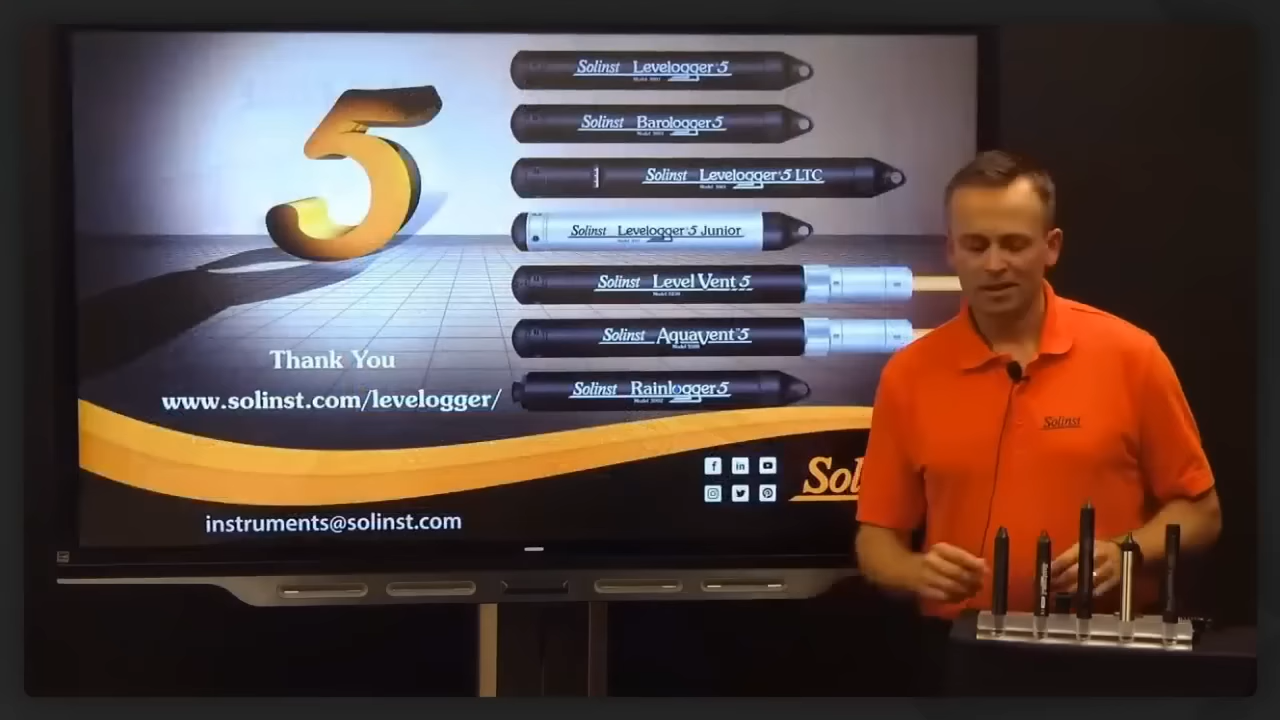 5
Solinst Levelogger 5
Solinst Barologger 5
Solinst Levelogger 5 LTC
Solinst Levelogger 5 Junior
Solinst LevelVent 5
Solinst AquaVent 5
Solinst Rainlogger 5
Thank You
www.solinst.com/levelogger/
instruments@solinst.com
Sol
Solinst